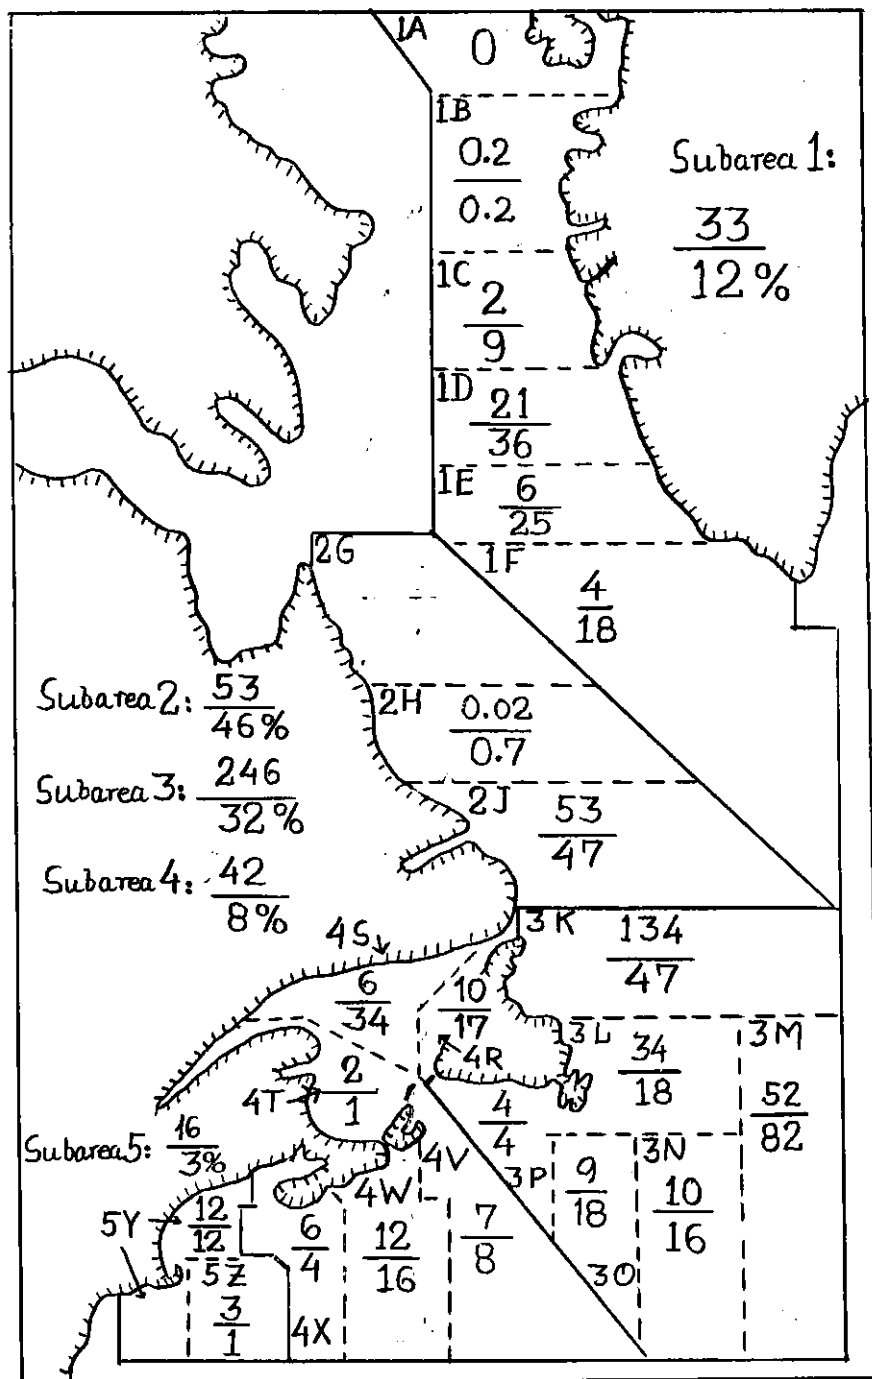 1A
0
1B
0.2
0.2
Subarea 1:
33
12%
1C
2
9
1D
21
36
1E
6
25
2G
1F
4
18
Subarea 2: 53
46%
2H
0.02
0.7
Subarea 3: 246
32%
2J
53
47
Subarea 4: 42
8%
3K
134
47
4S
6
34
10
17
4R
3L
34
18
3M
52
82
4T
2
1
4
4
Subarea 5: 16
3%
4V
3P
9
18
3N
10
16
4W
5Y
12
12
6
4
12
16
7
8
3O
5Z
3
1
4X